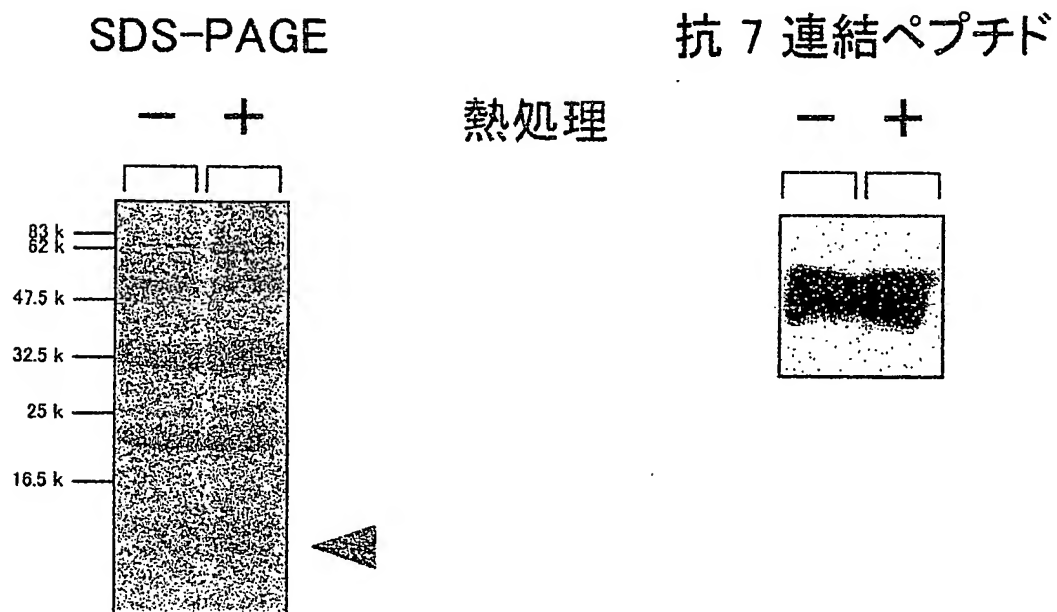 SDS-PAGE
抗 7 連結ペプチド
− + 熱処理 − +
83 k
62 k
47.5 k
32.5 k
25 k
16.5 k